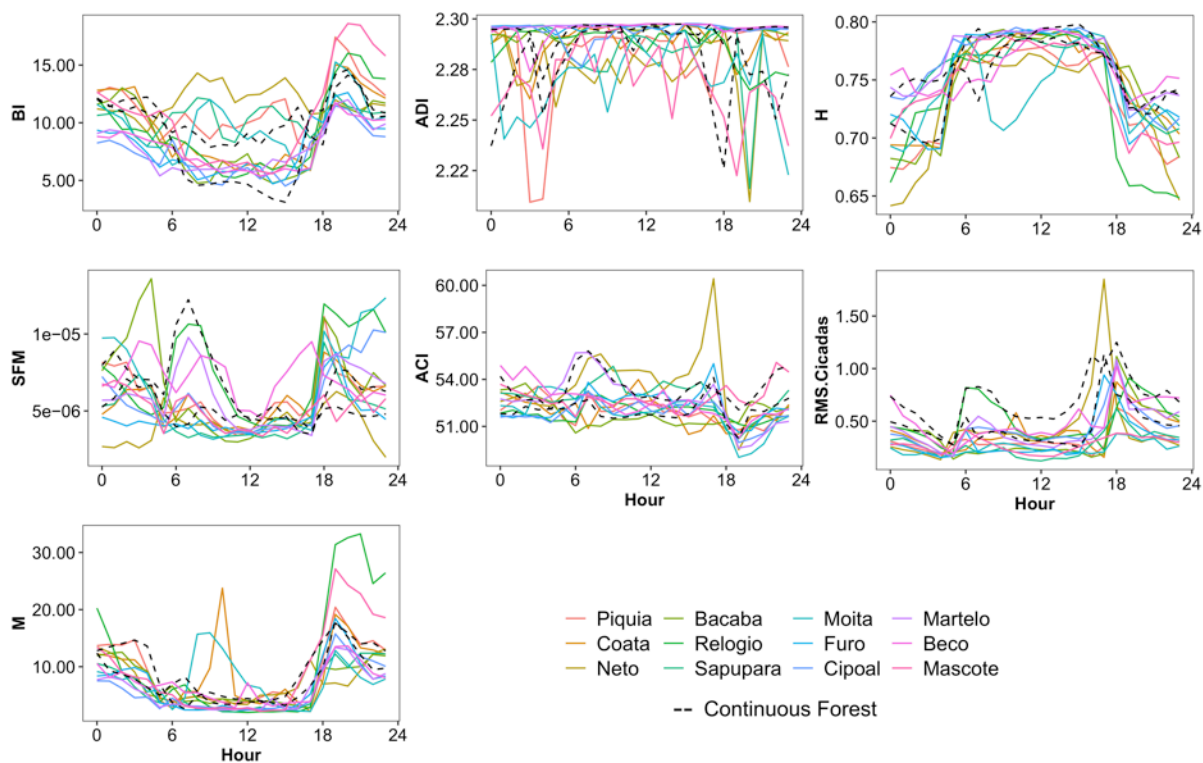 BI
15.00
10.00
5.00
0 6 12 18 24
ADI
2.30
2.28
2.25
2.22
0 6 12 18 24
H
0.80
0.75
0.70
0.65
0 6 12 18 24
SFM
1e−05
5e−06
0 6 12 18 24
ACI
60.00
57.00
54.00
51.00
0 6 12 18 24
Hour
RMS.Cicadas
1.50
1.00
0.50
0 6 12 18 24
Hour
M
30.00
20.00
10.00
0 6 12 18 24
Hour
Piquia Bacaba Moita Martelo
Coata Relogio Furo Beco
Neto Sapupara Cipoal Mascote
Continuous Forest